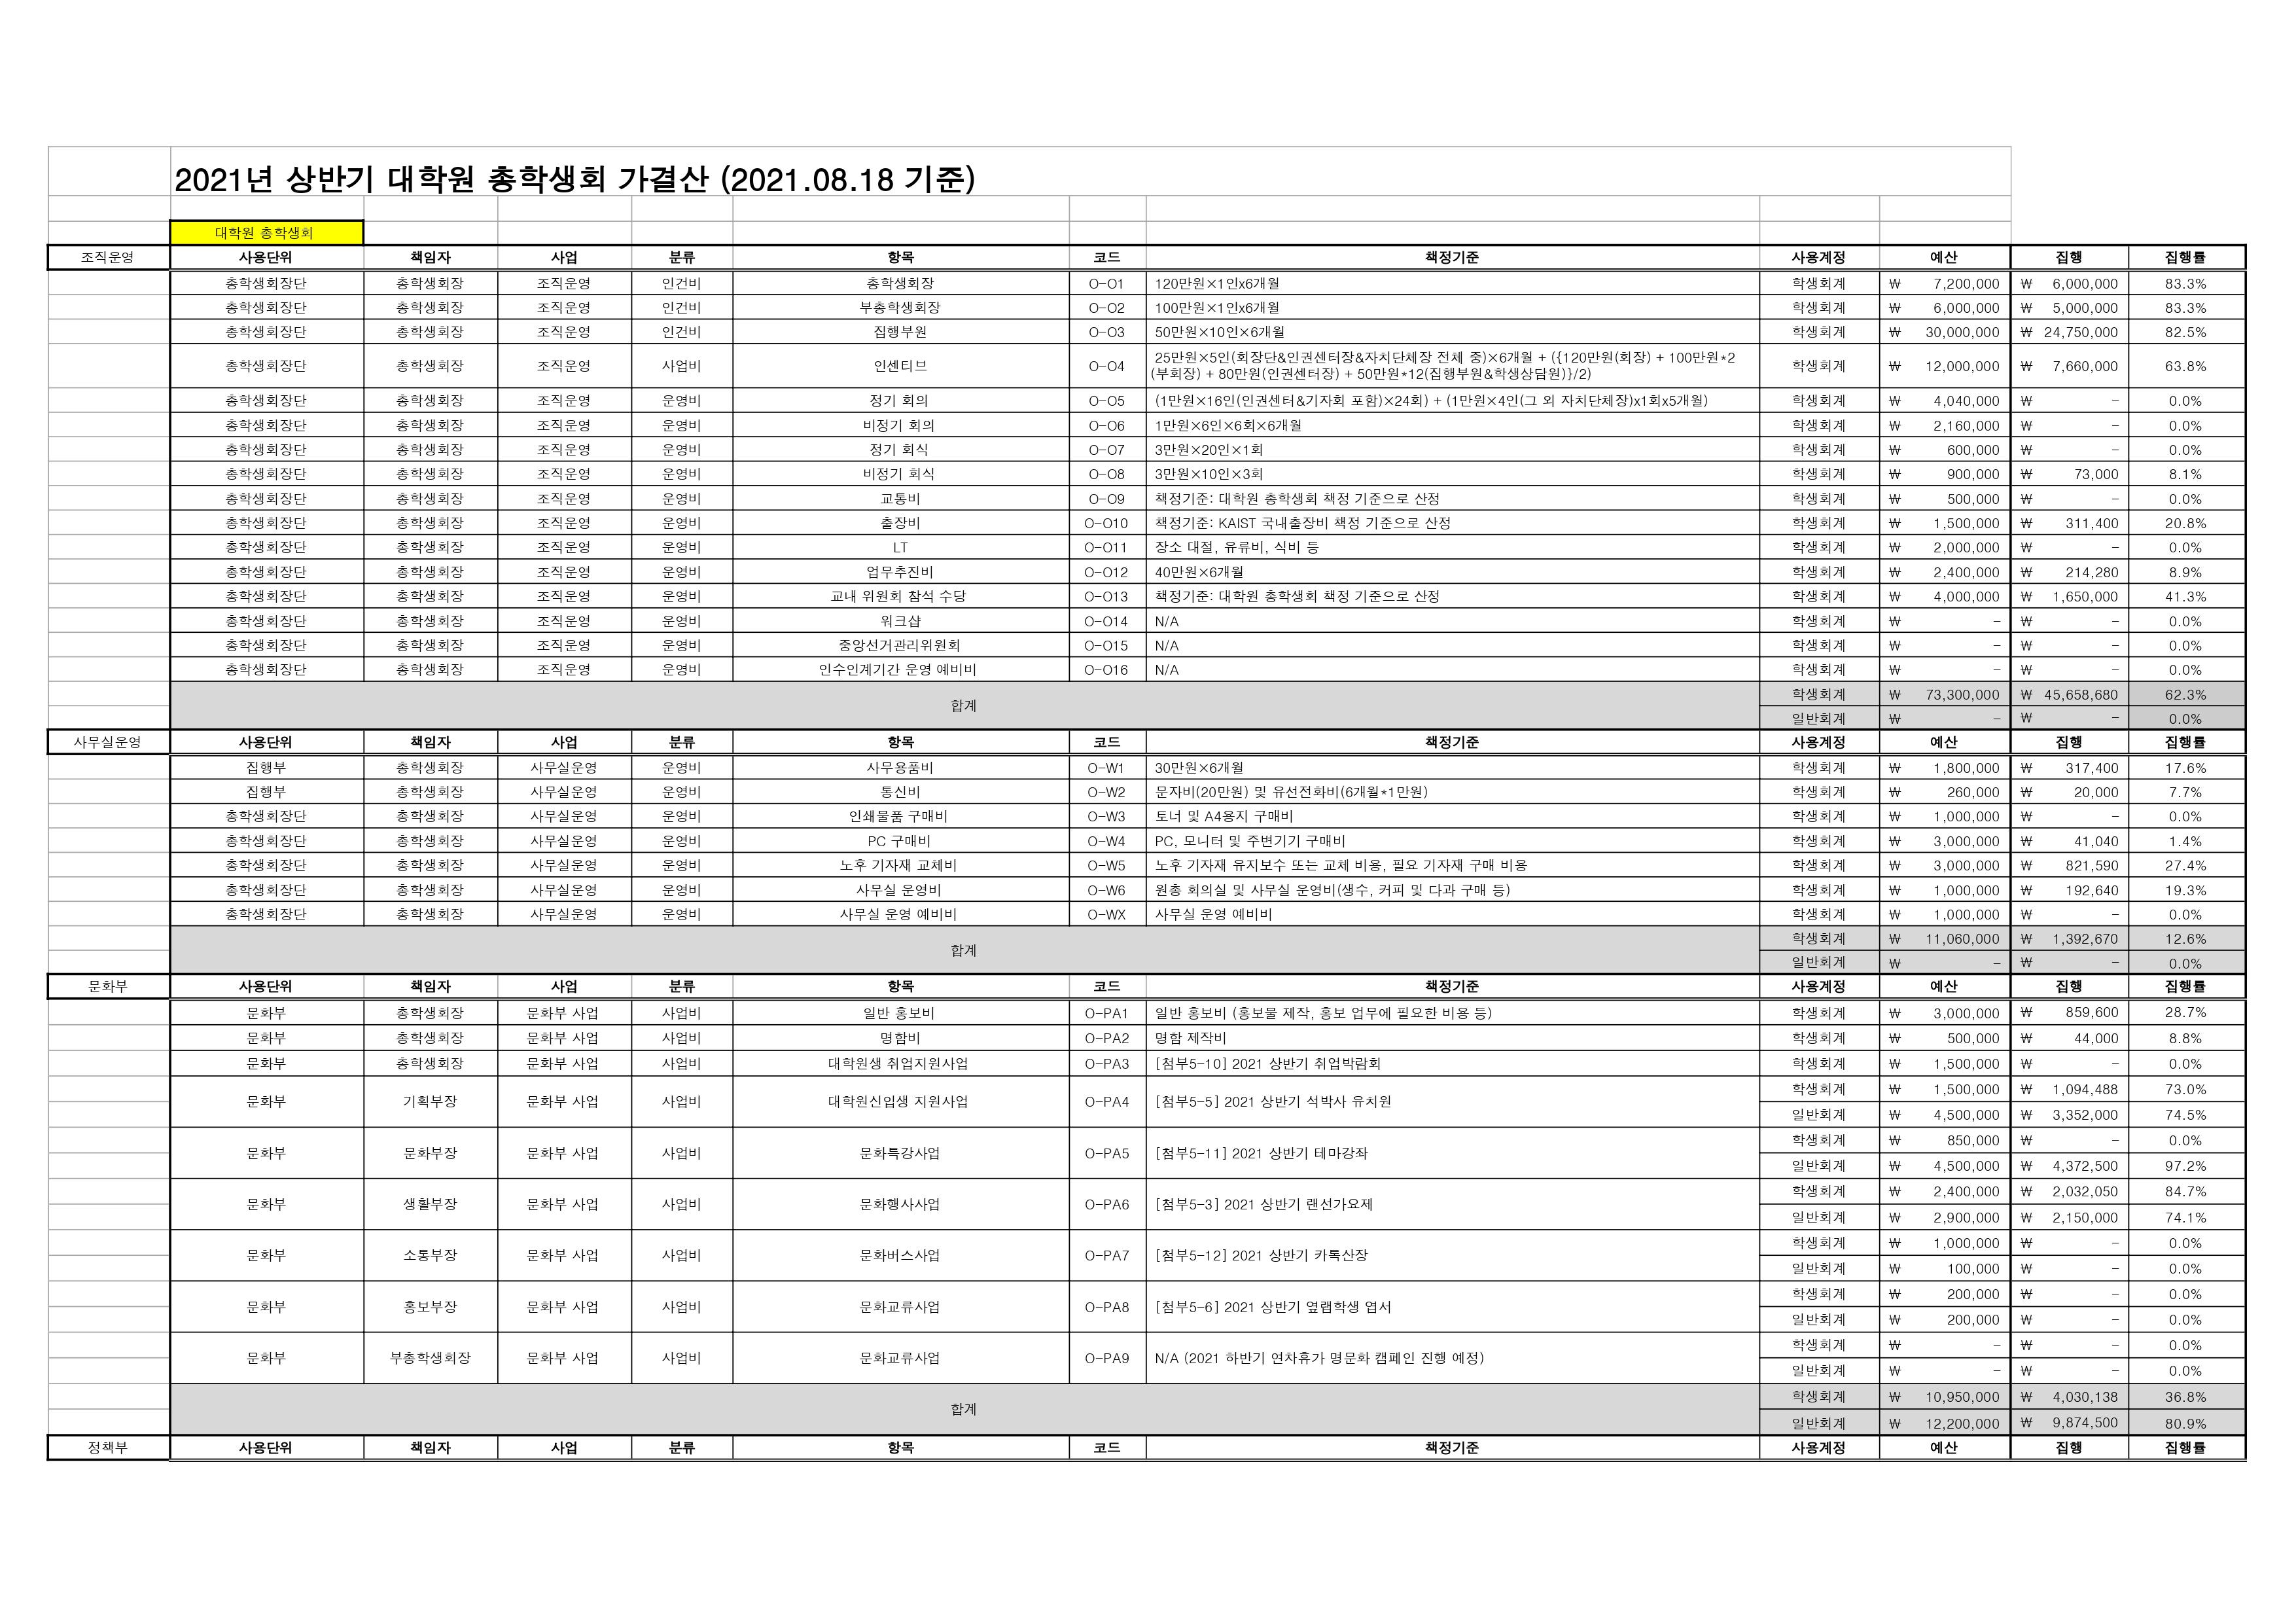 2021년 상반기 대학원 총학생회 가결산 (2021.08.18 기준)
대학원 총학생회
조직운영 사용단위 책임자 사업 분류 항목 코드 책정기준 사용계정 예산 집행 집행률
총학생회장단 총학생회장 조직운영 인건비 총학생회장 O-O1 120만원×1인x6개월 학생회계 ₩ 7,200,000 ₩ 6,000,000 83.3%
총학생회장단 총학생회장 조직운영 인건비 부총학생회장 O-O2 100만원×1인x6개월 학생회계 ₩ 6,000,000 ₩ 5,000,000 83.3%
총학생회장단 총학생회장 조직운영 인건비 집행부원 O-O3 50만원×10인×6개월 학생회계 ₩ 30,000,000 ₩ 24,750,000 82.5%
총학생회장단 총학생회장 조직운영 사업비 인센티브 O-O4 25만원×5인(회장단&인권센터장&자치단체장 전체 중)×6개월 + ({120만원(회장) + 100만원*2
(부회장) + 80만원(인권센터장) + 50만원*12(집행부원&학생상담원)}/2) 학생회계 ₩ 12,000,000 ₩ 7,660,000 63.8%
총학생회장단 총학생회장 조직운영 운영비 정기 회의 O-O5 (1만원×16인(인권센터&기자회 포함)×24회) + (1만원×4인(그 외 자치단체장)x1회x5개월) 학생회계 ₩ 4,040,000 ₩ - 0.0%
총학생회장단 총학생회장 조직운영 운영비 비정기 회의 O-O6 1만원×6인×6회×6개월 학생회계 ₩ 2,160,000 ₩ - 0.0%
총학생회장단 총학생회장 조직운영 운영비 정기 회식 O-O7 3만원×20인×1회 학생회계 ₩ 600,000 ₩ - 0.0%
총학생회장단 총학생회장 조직운영 운영비 비정기 회식 O-O8 3만원×10인×3회 학생회계 ₩ 900,000 ₩ 73,000 8.1%
총학생회장단 총학생회장 조직운영 운영비 교통비 O-O9 책정기준: 대학원 총학생회 책정 기준으로 산정 학생회계 ₩ 500,000 ₩ - 0.0%
총학생회장단 총학생회장 조직운영 운영비 출장비 O-O10 책정기준: KAIST 국내출장비 책정 기준으로 산정 학생회계 ₩ 1,500,000 ₩ 311,400 20.8%
총학생회장단 총학생회장 조직운영 운영비 LT O-O11 장소 대절, 유류비, 식비 등 학생회계 ₩ 2,000,000 ₩ - 0.0%
총학생회장단 총학생회장 조직운영 운영비 업무추진비 O-O12 40만원×6개월 학생회계 ₩ 2,400,000 ₩ 214,280 8.9%
총학생회장단 총학생회장 조직운영 운영비 교내 위원회 참석 수당 O-O13 책정기준: 대학원 총학생회 책정 기준으로 산정 학생회계 ₩ 4,000,000 ₩ 1,650,000 41.3%
총학생회장단 총학생회장 조직운영 운영비 워크샵 O-O14 N/A 학생회계 ₩ - ₩ - 0.0%
총학생회장단 총학생회장 조직운영 운영비 중앙선거관리위원회 O-O15 N/A 학생회계 ₩ - ₩ - 0.0%
총학생회장단 총학생회장 조직운영 운영비 인수인계기간 운영 예비비 O-O16 N/A 학생회계 ₩ - ₩ - 0.0%
합계 학생회계 ₩ 73,300,000 ₩ 45,658,680 62.3%
일반회계 ₩ - ₩ - 0.0%
사무실운영 사용단위 책임자 사업 분류 항목 코드 책정기준 사용계정 예산 집행 집행률
집행부 총학생회장 사무실운영 운영비 사무용품비 O-W1 30만원×6개월 학생회계 ₩ 1,800,000 ₩ 317,400 17.6%
집행부 총학생회장 사무실운영 운영비 통신비 O-W2 문자비(20만원) 및 유선전화비(6개월*1만원) 학생회계 ₩ 260,000 ₩ 20,000 7.7%
총학생회장단 총학생회장 사무실운영 운영비 인쇄물품 구매비 O-W3 토너 및 A4용지 구매비 학생회계 ₩ 1,000,000 ₩ - 0.0%
총학생회장단 총학생회장 사무실운영 운영비 PC 구매비 O-W4 PC, 모니터 및 주변기기 구매비 학생회계 ₩ 3,000,000 ₩ 41,040 1.4%
총학생회장단 총학생회장 사무실운영 운영비 노후 기자재 교체비 O-W5 노후 기자재 유지보수 또는 교체 비용, 필요 기자재 구매 비용 학생회계 ₩ 3,000,000 ₩ 821,590 27.4%
총학생회장단 총학생회장 사무실운영 운영비 사무실 운영비 O-W6 원총 회의실 및 사무실 운영비(생수, 커피 및 다과 구매 등) 학생회계 ₩ 1,000,000 ₩ 192,640 19.3%
총학생회장단 총학생회장 사무실운영 운영비 사무실 운영 예비비 O-WX 사무실 운영 예비비 학생회계 ₩ 1,000,000 ₩ - 0.0%
합계 학생회계 ₩ 11,060,000 ₩ 1,392,670 12.6%
일반회계 ₩ - ₩ - 0.0%
문화부 사용단위 책임자 사업 분류 항목 코드 책정기준 사용계정 예산 집행 집행률
문화부 총학생회장 문화부 사업 사업비 일반 홍보비 O-PA1 일반 홍보비 (홍보물 제작, 홍보 업무에 필요한 비용 등) 학생회계 ₩ 3,000,000 ₩ 859,600 28.7%
문화부 총학생회장 문화부 사업 사업비 명함비 O-PA2 명함 제작비 학생회계 ₩ 500,000 ₩ 44,000 8.8%
문화부 총학생회장 문화부 사업 사업비 대학원생 취업지원사업 O-PA3 [첨부5-10] 2021 상반기 취업박람회 학생회계 ₩ 1,500,000 ₩ - 0.0%
문화부 기획부장 문화부 사업 사업비 대학원신입생 지원사업 O-PA4 [첨부5-5] 2021 상반기 석박사 유치원 학생회계 ₩ 1,500,000 ₩ 1,094,488 73.0%
일반회계 ₩ 4,500,000 ₩ 3,352,000 74.5%
문화부 문화부장 문화부 사업 사업비 문화특강사업 O-PA5 [첨부5-11] 2021 상반기 테마강좌 학생회계 ₩ 850,000 ₩ - 0.0%
일반회계 ₩ 4,500,000 ₩ 4,372,500 97.2%
문화부 생활부장 문화부 사업 사업비 문화행사사업 O-PA6 [첨부5-3] 2021 상반기 랜선가요제 학생회계 ₩ 2,400,000 ₩ 2,032,050 84.7%
일반회계 ₩ 2,900,000 ₩ 2,150,000 74.1%
문화부 소통부장 문화부 사업 사업비 문화버스사업 O-PA7 [첨부5-12] 2021 상반기 카톡산장 학생회계 ₩ 1,000,000 ₩ - 0.0%
일반회계 ₩ 100,000 ₩ - 0.0%
문화부 홍보부장 문화부 사업 사업비 문화교류사업 O-PA8 [첨부5-6] 2021 상반기 옆랩학생 엽서 학생회계 ₩ 200,000 ₩ - 0.0%
일반회계 ₩ 200,000 ₩ - 0.0%
문화부 부총학생회장 문화부 사업 사업비 문화교류사업 O-PA9 N/A (2021 하반기 연차휴가 명문화 캠페인 진행 예정) 학생회계 ₩ - ₩ - 0.0%
일반회계 ₩ - ₩ - 0.0%
합계 학생회계 ₩ 10,950,000 ₩ 4,030,138 36.8%
일반회계 ₩ 12,200,000 ₩ 9,874,500 80.9%
정책부 사용단위 책임자 사업 분류 항목 코드 책정기준 사용계정 예산 집행 집행률